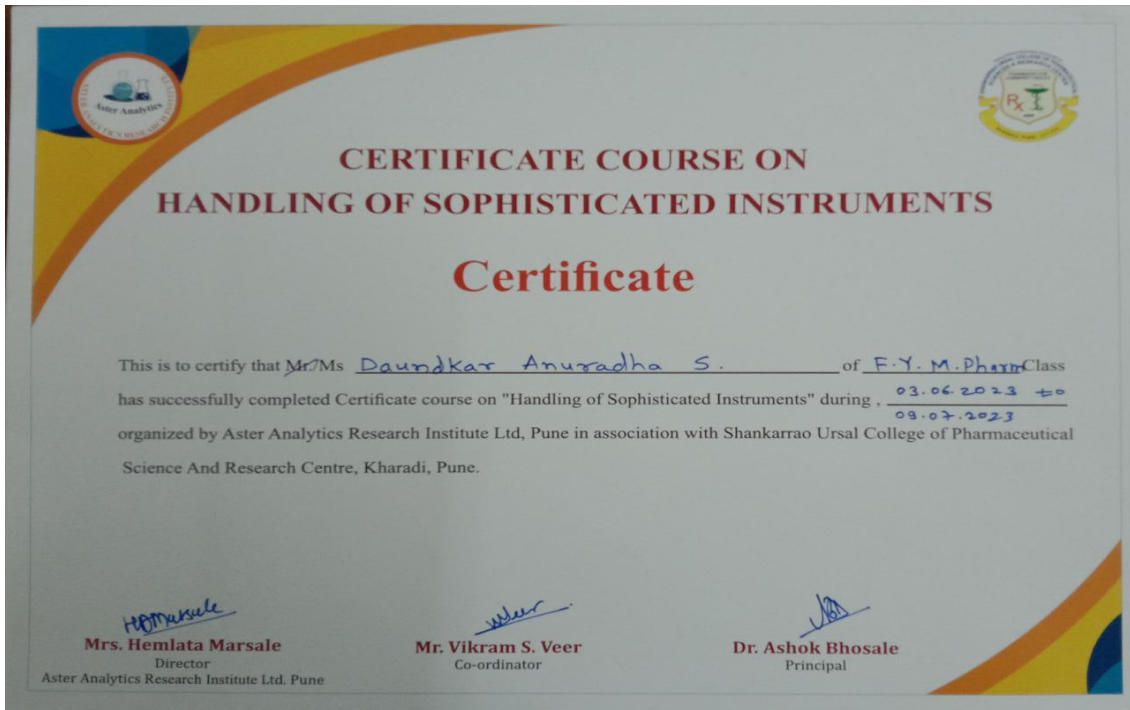 Aster Analytics
CERTIFICATE COURSE ON
HANDLING OF SOPHISTICATED INSTRUMENTS
Certificate
This is to certify that Mr./Ms Daundkar Anuradha S. of F.Y. M.Pharm Class
has successfully completed Certificate course on "Handling of Sophisticated Instruments" during , 03.06.2023 to
09.07.2023
organized by Aster Analytics Research Institute Ltd, Pune in association with Shankarrao Ursal College of Pharmaceutical
Science And Research Centre, Kharadi, Pune.
Mrs. Hemlata Marsale
Director
Aster Analytics Research Institute Ltd. Pune
Mr. Vikram S. Veer
Co-ordinator
Dr. Ashok Bhosale
Principal